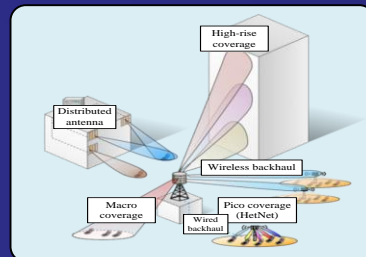 High-rise
coverage
Distributed
antenna
Wireless backhaul
Macro
coverage
Wired
backhaul
Pico coverage
(HetNet)